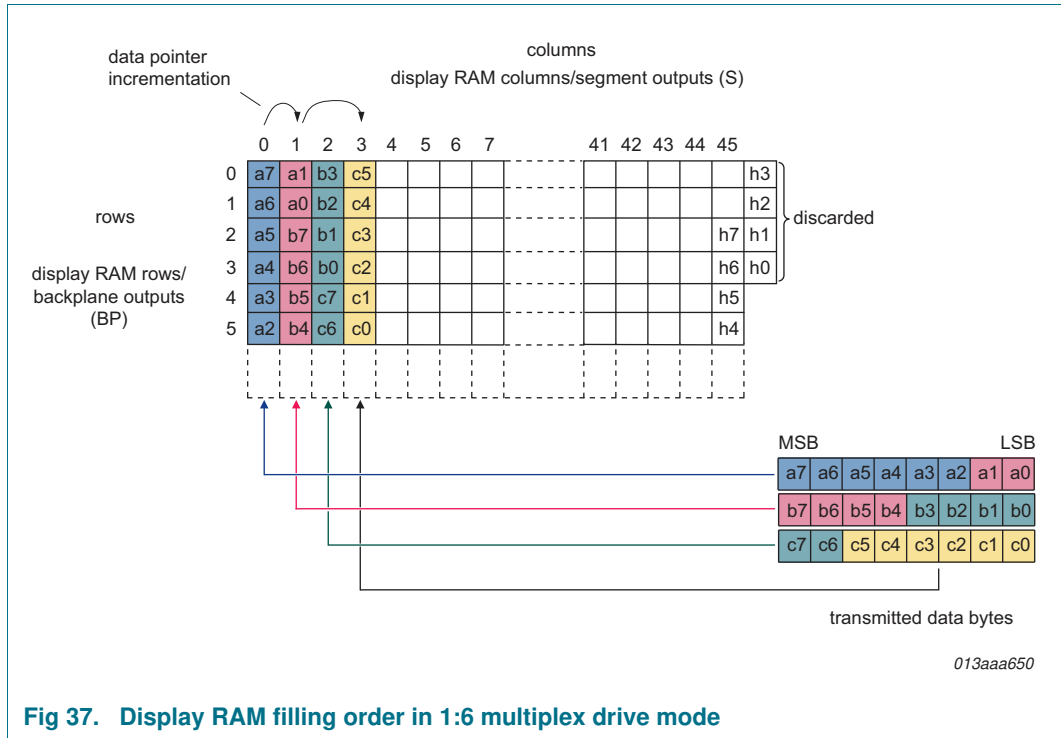 data pointer
incrementation
columns
display RAM columns/segment outputs (S)
0 1 2 3 4 5 6 7 41 42 43 44 45
0 a7 a1 b3 c5 h3
1 a6 a0 b2 c4 h2
2 a5 b7 b1 c3 h7 h1
3 a4 b6 b0 c2 h6 h0
4 a3 b5 c7 c1 h5
5 a2 b4 c6 c0 h4
discarded
rows
display RAM rows/
backplane outputs
(BP)
MSB LSB
a7 a6 a5 a4 a3 a2 a1 a0
b7 b6 b5 b4 b3 b2 b1 b0
c7 c6 c5 c4 c3 c2 c1 c0
transmitted data bytes
013aaa650
Fig 37. Display RAM filling order in 1:6 multiplex drive mode